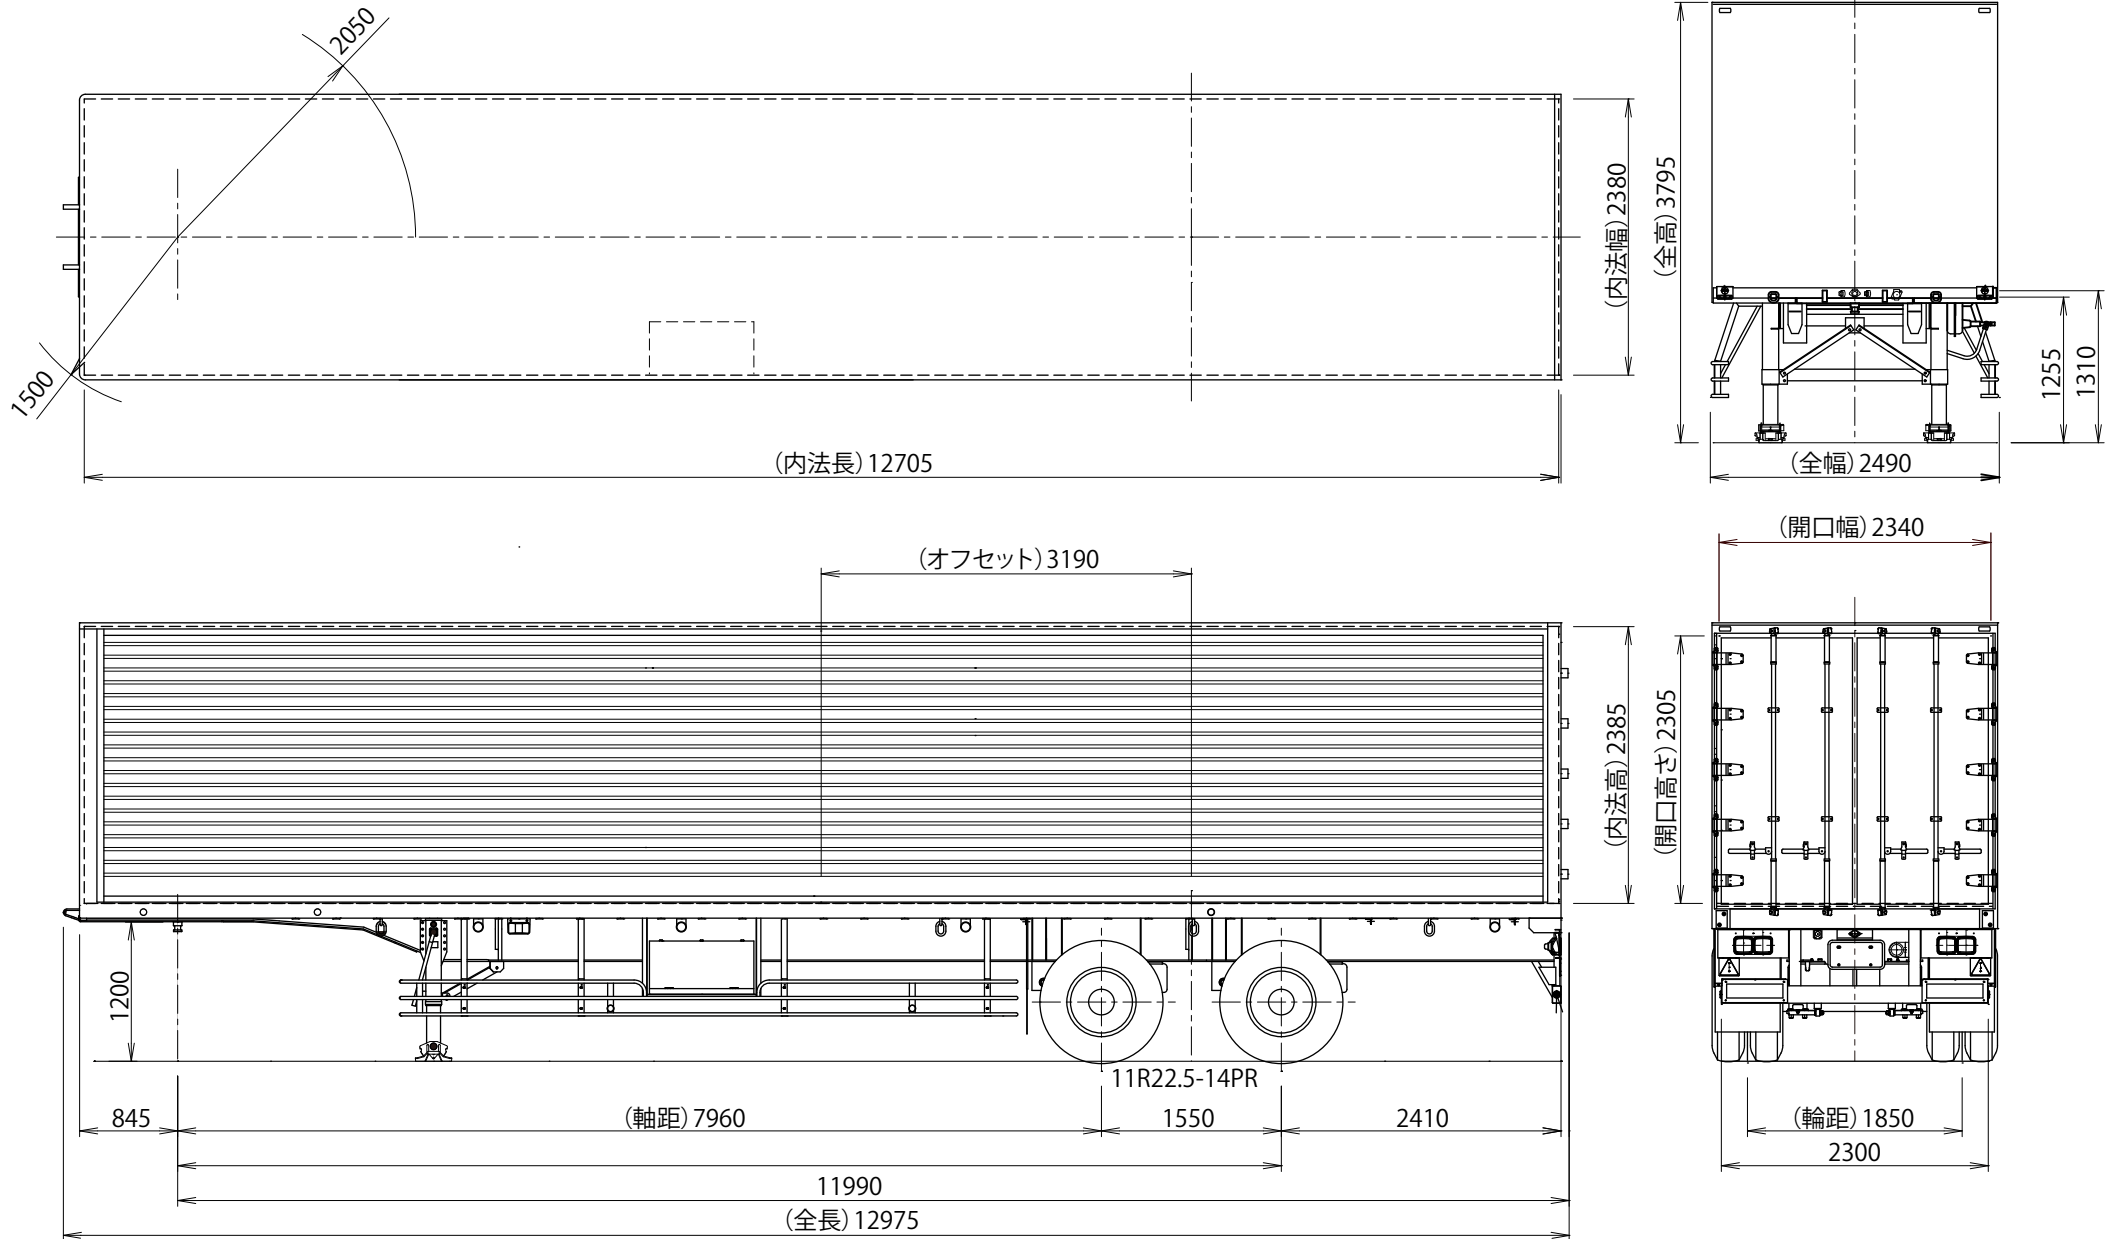 2050
1500
(内法長)12705
(内法幅)2380
(全高)3795
1255
1310
(全幅)2490
(オフセット)3190
(開口幅)2340
(内法高)2385
(開口高さ)2305
1200
11R22.5-14PR
845
(軸距)7960
1550
2410
11990
(全長)12975
(輪距)1850
2300